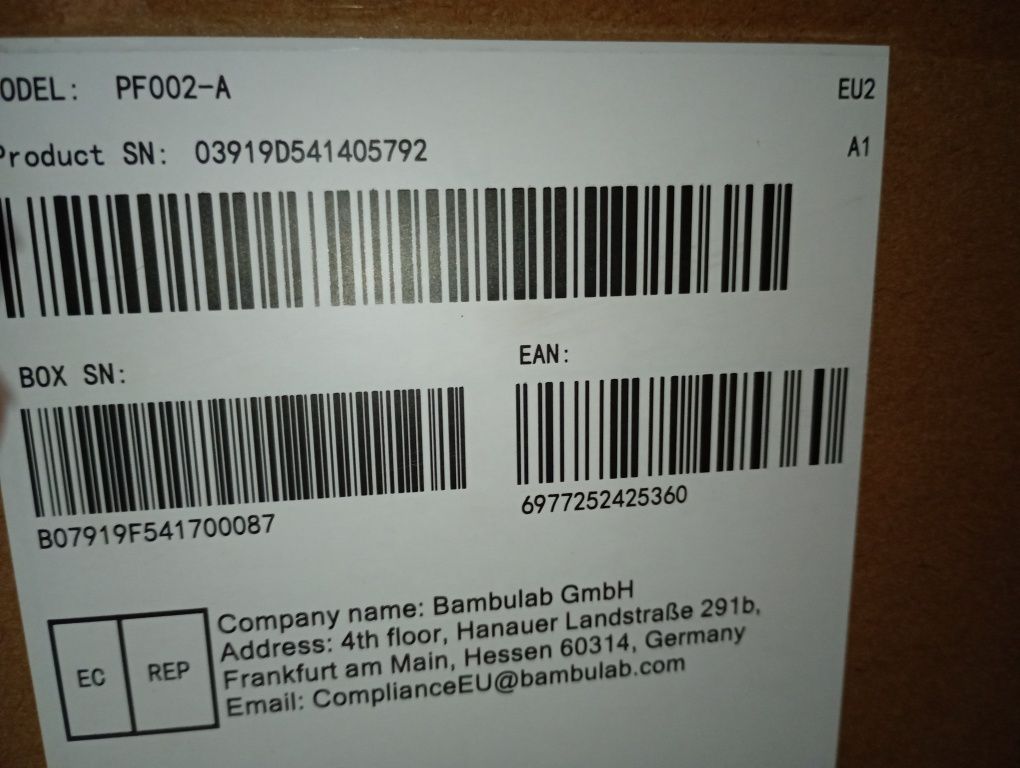 ODEL: PF002-A
EU2
Product SN: 03919D541405792
A1
BOX SN:
EAN:
B07919F541700087
6977252425360
EC REP
Company name: Bambulab GmbH
Address: 4th floor, Hanauer Landstraße 291b,
Frankfurt am Main, Hessen 60314, Germany
Email: ComplianceEU@bambulab.com